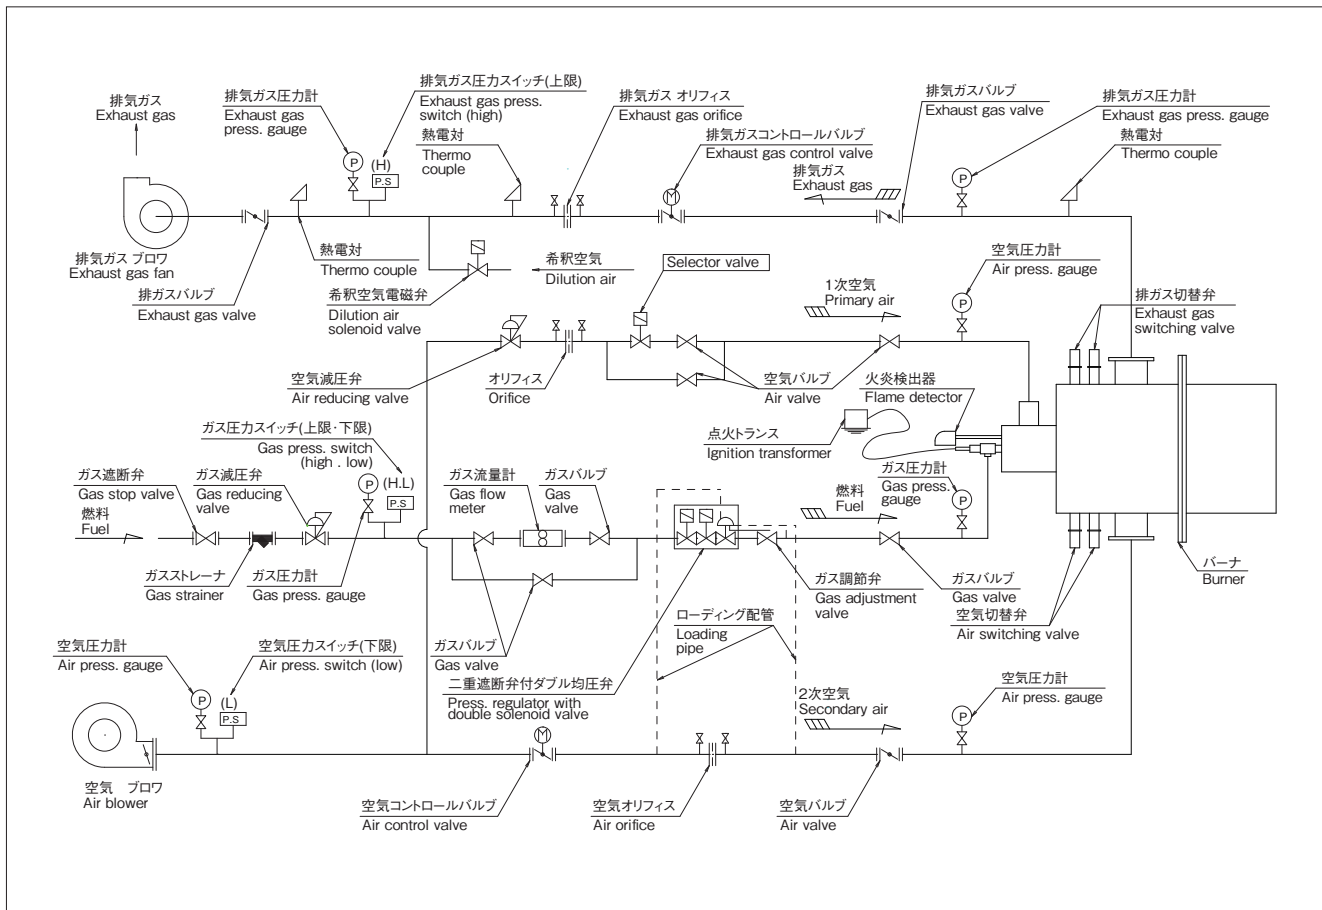 排気ガス
Exhaust gas
排気ガス圧力計
Exhaust gas
press. gauge
排気ガス圧力スイッチ(上限)
Exhaust gas press.
switch (high)
熱電対
Thermo
couple
排気ガス オリフィス
Exhaust gas orifice
排気ガスコントロールバルブ
Exhaust gas control valve
排気ガス
Exhaust gas
排気ガスバルブ
Exhaust gas valve
排気ガス圧力計
Exhaust gas press. gauge
熱電対
Thermo couple
P
(H)
P.S
M
P
排気ガス ブロワ
Exhaust gas fan
排ガスバルブ
Exhaust gas valve
熱電対
Thermo couple
希釈空気電磁弁
Dilution air
solenoid valve
希釈空気
Dilution air
Selector valve
1次空気
Primary air
空気圧力計
Air press. gauge
P
排ガス切替弁
Exhaust gas
switching valve
空気減圧弁
Air reducing valve
オリフィス
Orifice
空気バルブ
Air valve
火炎検出器
Flame detector
点火トランス
Ignition transformer
ガス圧力スイッチ(上限・下限)
Gas press. switch
(high . low)
ガス遮断弁
Gas stop valve
燃料
Fuel
ガス減圧弁
Gas reducing
valve
P
(H.L)
P.S
ガス流量計
Gas flow
meter
ガスバルブ
Gas
valve
燃料
Fuel
ガス圧力計
Gas press.
gauge
P
ガスストレーナ
Gas strainer
ガス圧力計
Gas press. gauge
ガスバルブ
Gas valve
二重遮断弁付ダブル均圧弁
Press. regulator with
double solenoid valve
ローディング配管
Loading
pipe
ガス調節弁
Gas adjustment
valve
ガスバルブ
Gas valve
空気切替弁
Air switching valve
バーナ
Burner
空気圧力計
Air press. gauge
空気圧力スイッチ(下限)
Air press. switch (low)
P
(L)
P.S
M
2次空気
Secondary air
空気圧力計
Air press. gauge
P
空気 ブロワ
Air blower
空気コントロールバルブ
Air control valve
空気オリフィス
Air orifice
空気バルブ
Air valve